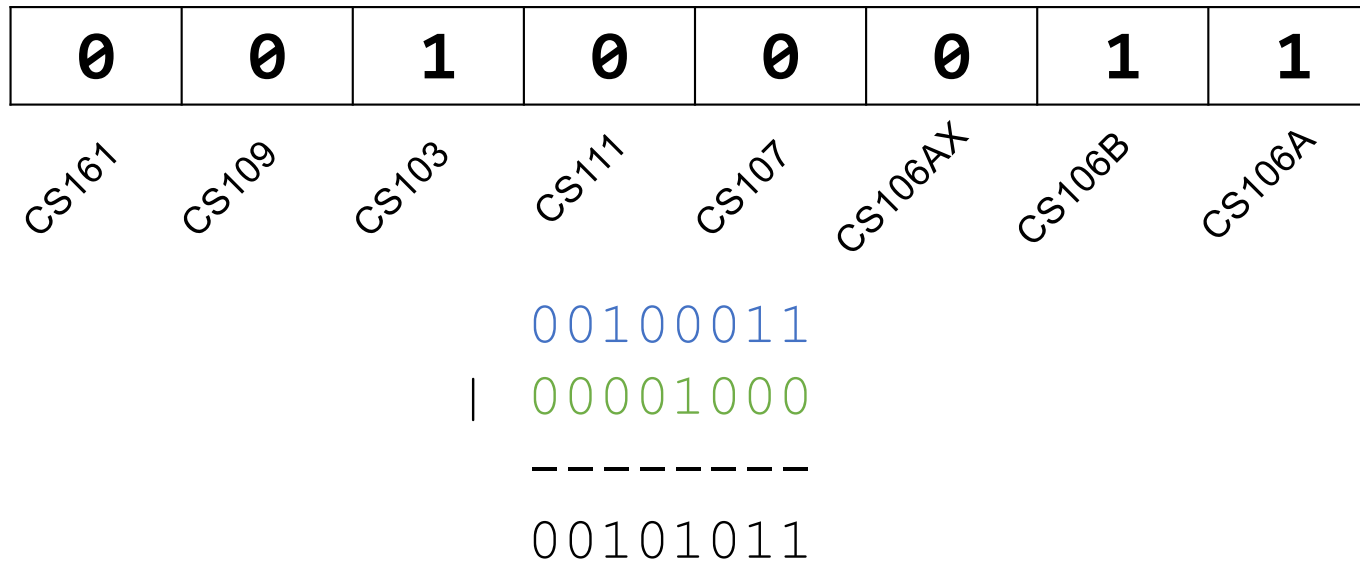 0 0 1 0 0 0 1 1
CS161 CS109 CS103 CS111 CS107 CS106AX CS106B CS106A
00100011
| 00001000
--------
00101011